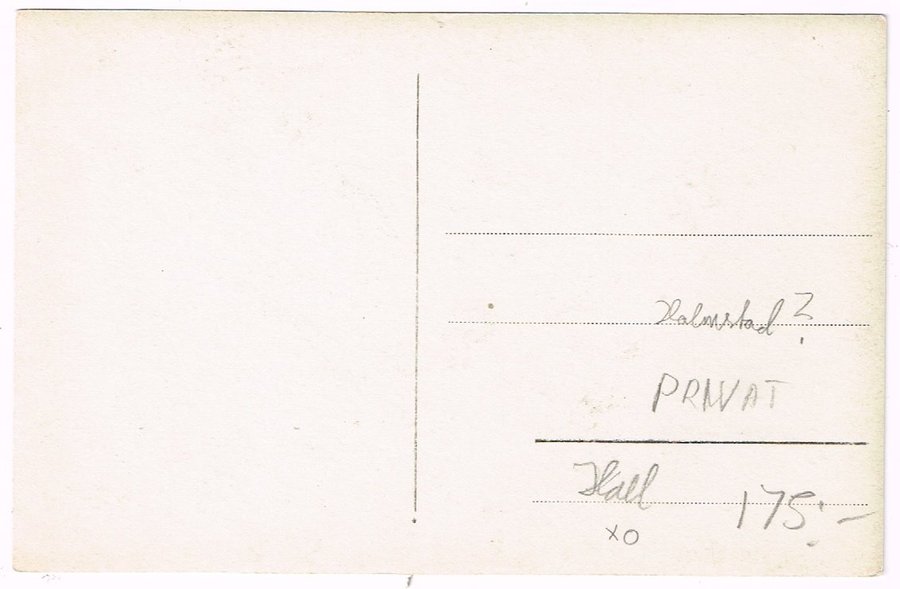 Halmstad?
PRIVAT
Hall
175:-
XO